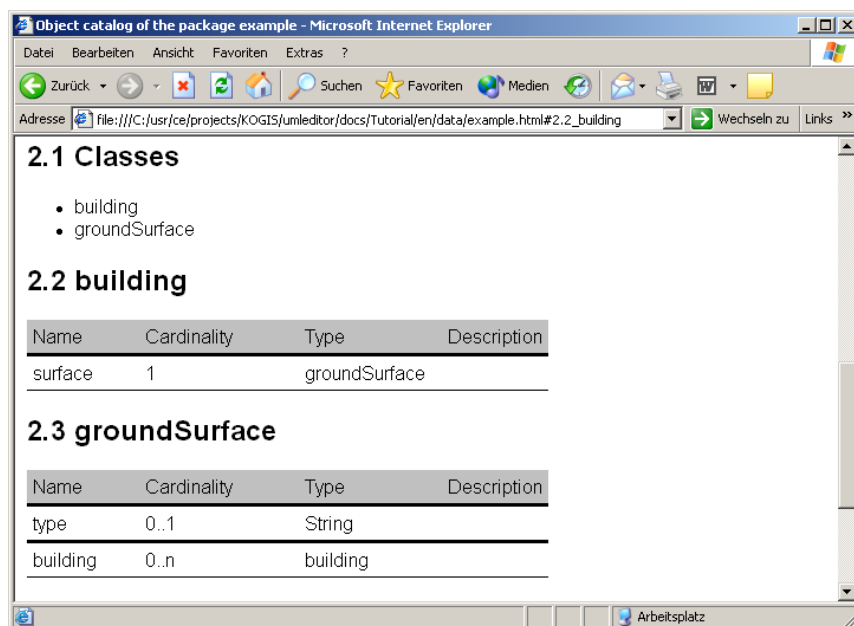 Object catalog of the package example - Microsoft Internet Explorer
Datei Bearbeiten Ansicht Favoriten Extras ?
Zurück Suchen Favoriten Medien
Adresse file:///C:/usr/ce/projects/KOGIS/umleditor/docs/Tutorial/en/data/example.html#2.2_building Wechseln zu Links »
2.1 Classes
• building
• groundSurface
2.2 building
Name Cardinality Type Description
surface 1 groundSurface
2.3 groundSurface
Name Cardinality Type Description
type 0..1 String
building 0..n building
Arbeitsplatz